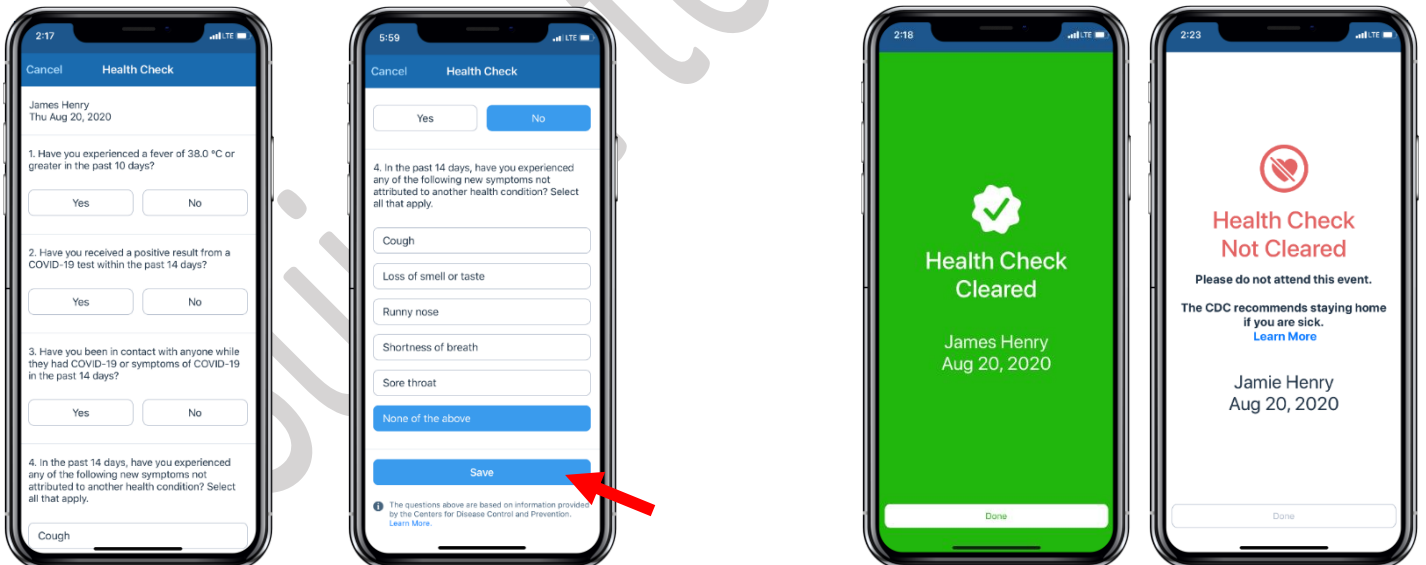 2:17
LTE
Cancel Health Check
James Henry
Thu Aug 20, 2020
1. Have you experienced a fever of 38.0 °C or
greater in the past 10 days?
Yes No
2. Have you received a positive result from a
COVID-19 test within the past 14 days?
Yes No
3. Have you been in contact with anyone while
they had COVID-19 or symptoms of COVID-19
in the past 14 days?
Yes No
4. In the past 14 days, have you experienced
any of the following new symptoms not
attributed to another health condition? Select
all that apply.
Cough
5:59
LTE
Cancel Health Check
Yes No
4. In the past 14 days, have you experienced
any of the following new symptoms not
attributed to another health condition? Select
all that apply.
Cough
Loss of smell or taste
Runny nose
Shortness of breath
Sore throat
None of the above
Save
The questions above are based on information provided
by the Centers for Disease Control and Prevention.
Learn More.
2:18
LTE
Health Check
Cleared
James Henry
Aug 20, 2020
Done
2:23
LTE
Health Check
Not Cleared
Please do not attend this event.
The CDC recommends staying home
if you are sick.
Learn More
Jamie Henry
Aug 20, 2020
Done